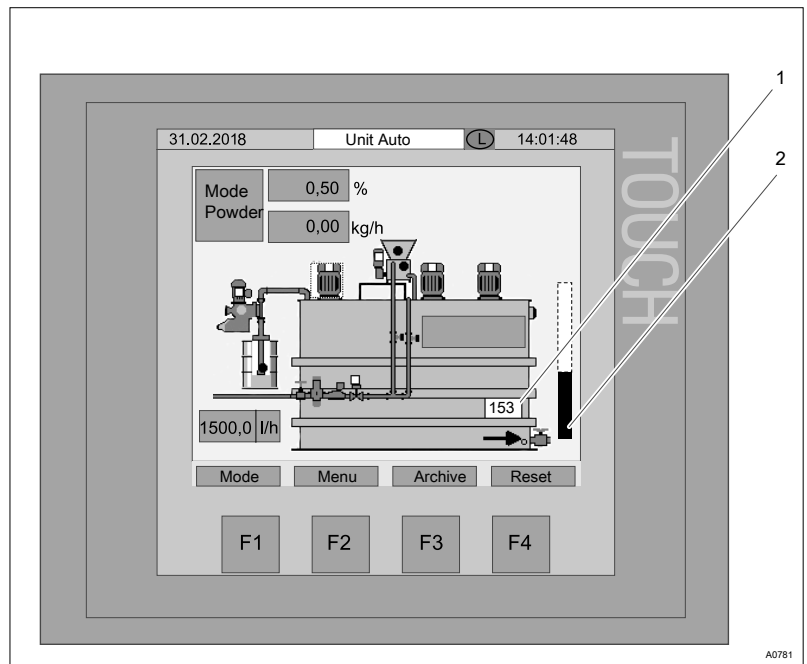 1
2
31.02.2018 Unit Auto L 14:01:48
TOUCH
Mode
Powder
0,50 %
0,00 kg/h
153
1500,0 l/h
Mode Menu Archive Reset
F1 F2 F3 F4
A0781